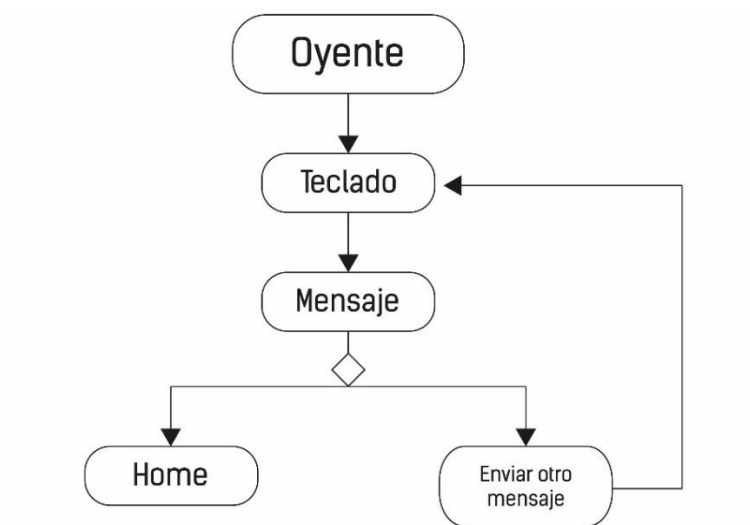 Oyente
Teclado
Mensaje
Home
Enviar otro
mensaje